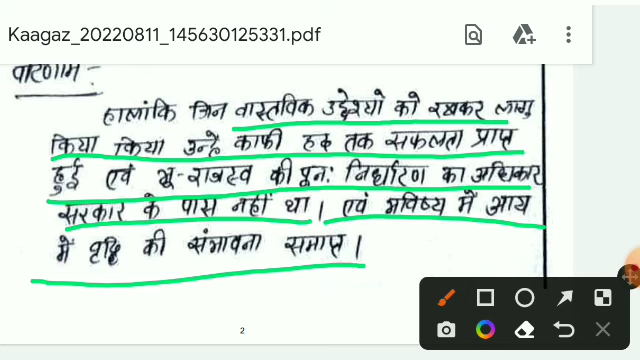 Kaagaz_20220811_145630125331.pdf
परिणाम :-
हालांकि जिन वास्तविक उद्देश्यो को रखकर लागु
किया किया उन्हे काफी हद तक सफलता प्राप्त
हुई एवं भू-राजस्व की पुनः निर्धारण का अधिकार
सरकार के पास नहीं था। एवं भविष्य में आय
में वृद्धि की संभावना समाप्त।
2